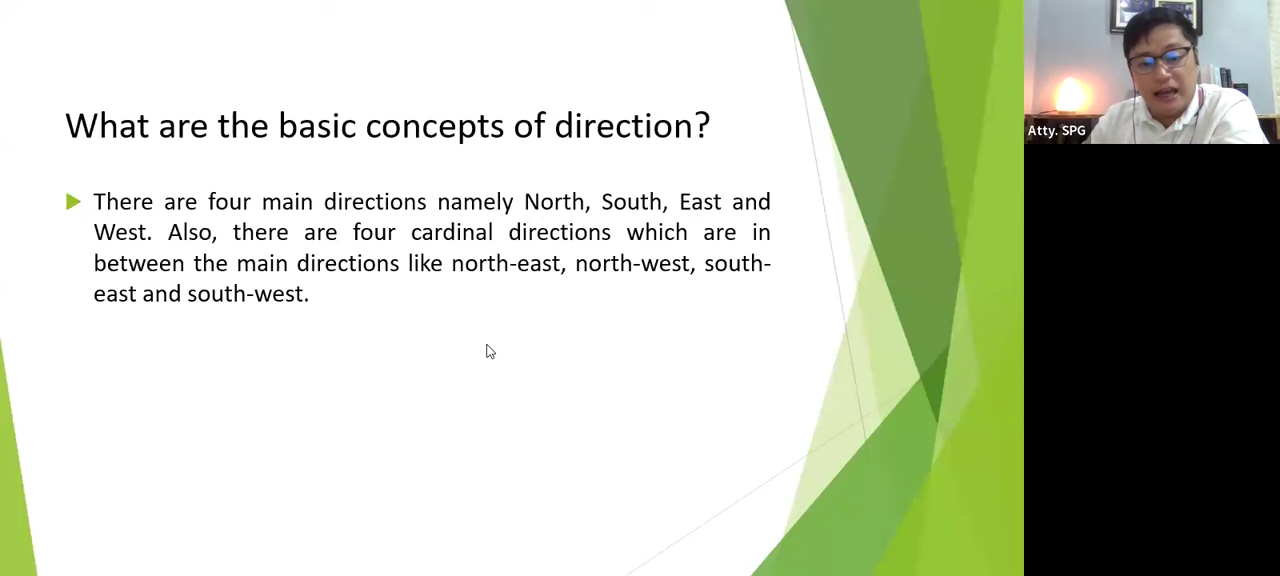 What are the basic concepts of direction?
There are four main directions namely North, South, East and
West. Also, there are four cardinal directions which are in
between the main directions like north-east, north-west, south-
east and south-west.
Atty. SPG